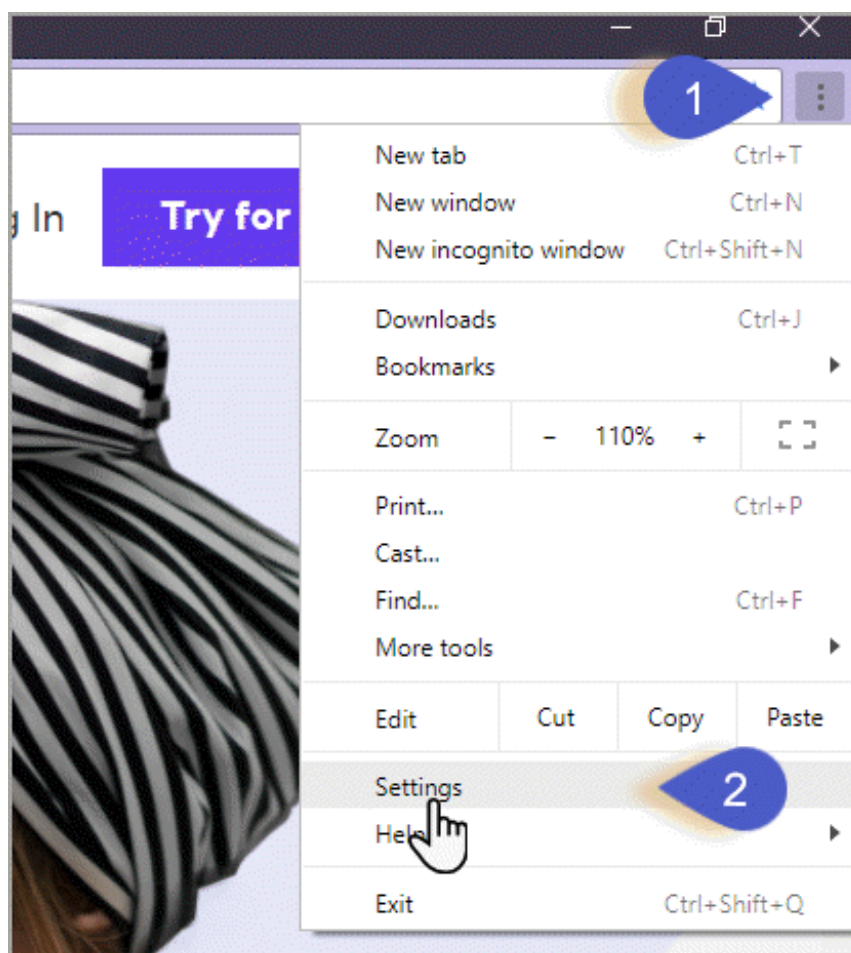 1
New tab Ctrl+T
In Try for
New window Ctrl+N
New incognito window Ctrl+Shift+N
Downloads Ctrl+J
Bookmarks
Zoom - 110% +
Print... Ctrl+P
Cast...
Find... Ctrl+F
More tools
Edit Cut Copy Paste
Settings 2
Help
Exit Ctrl+Shift+Q